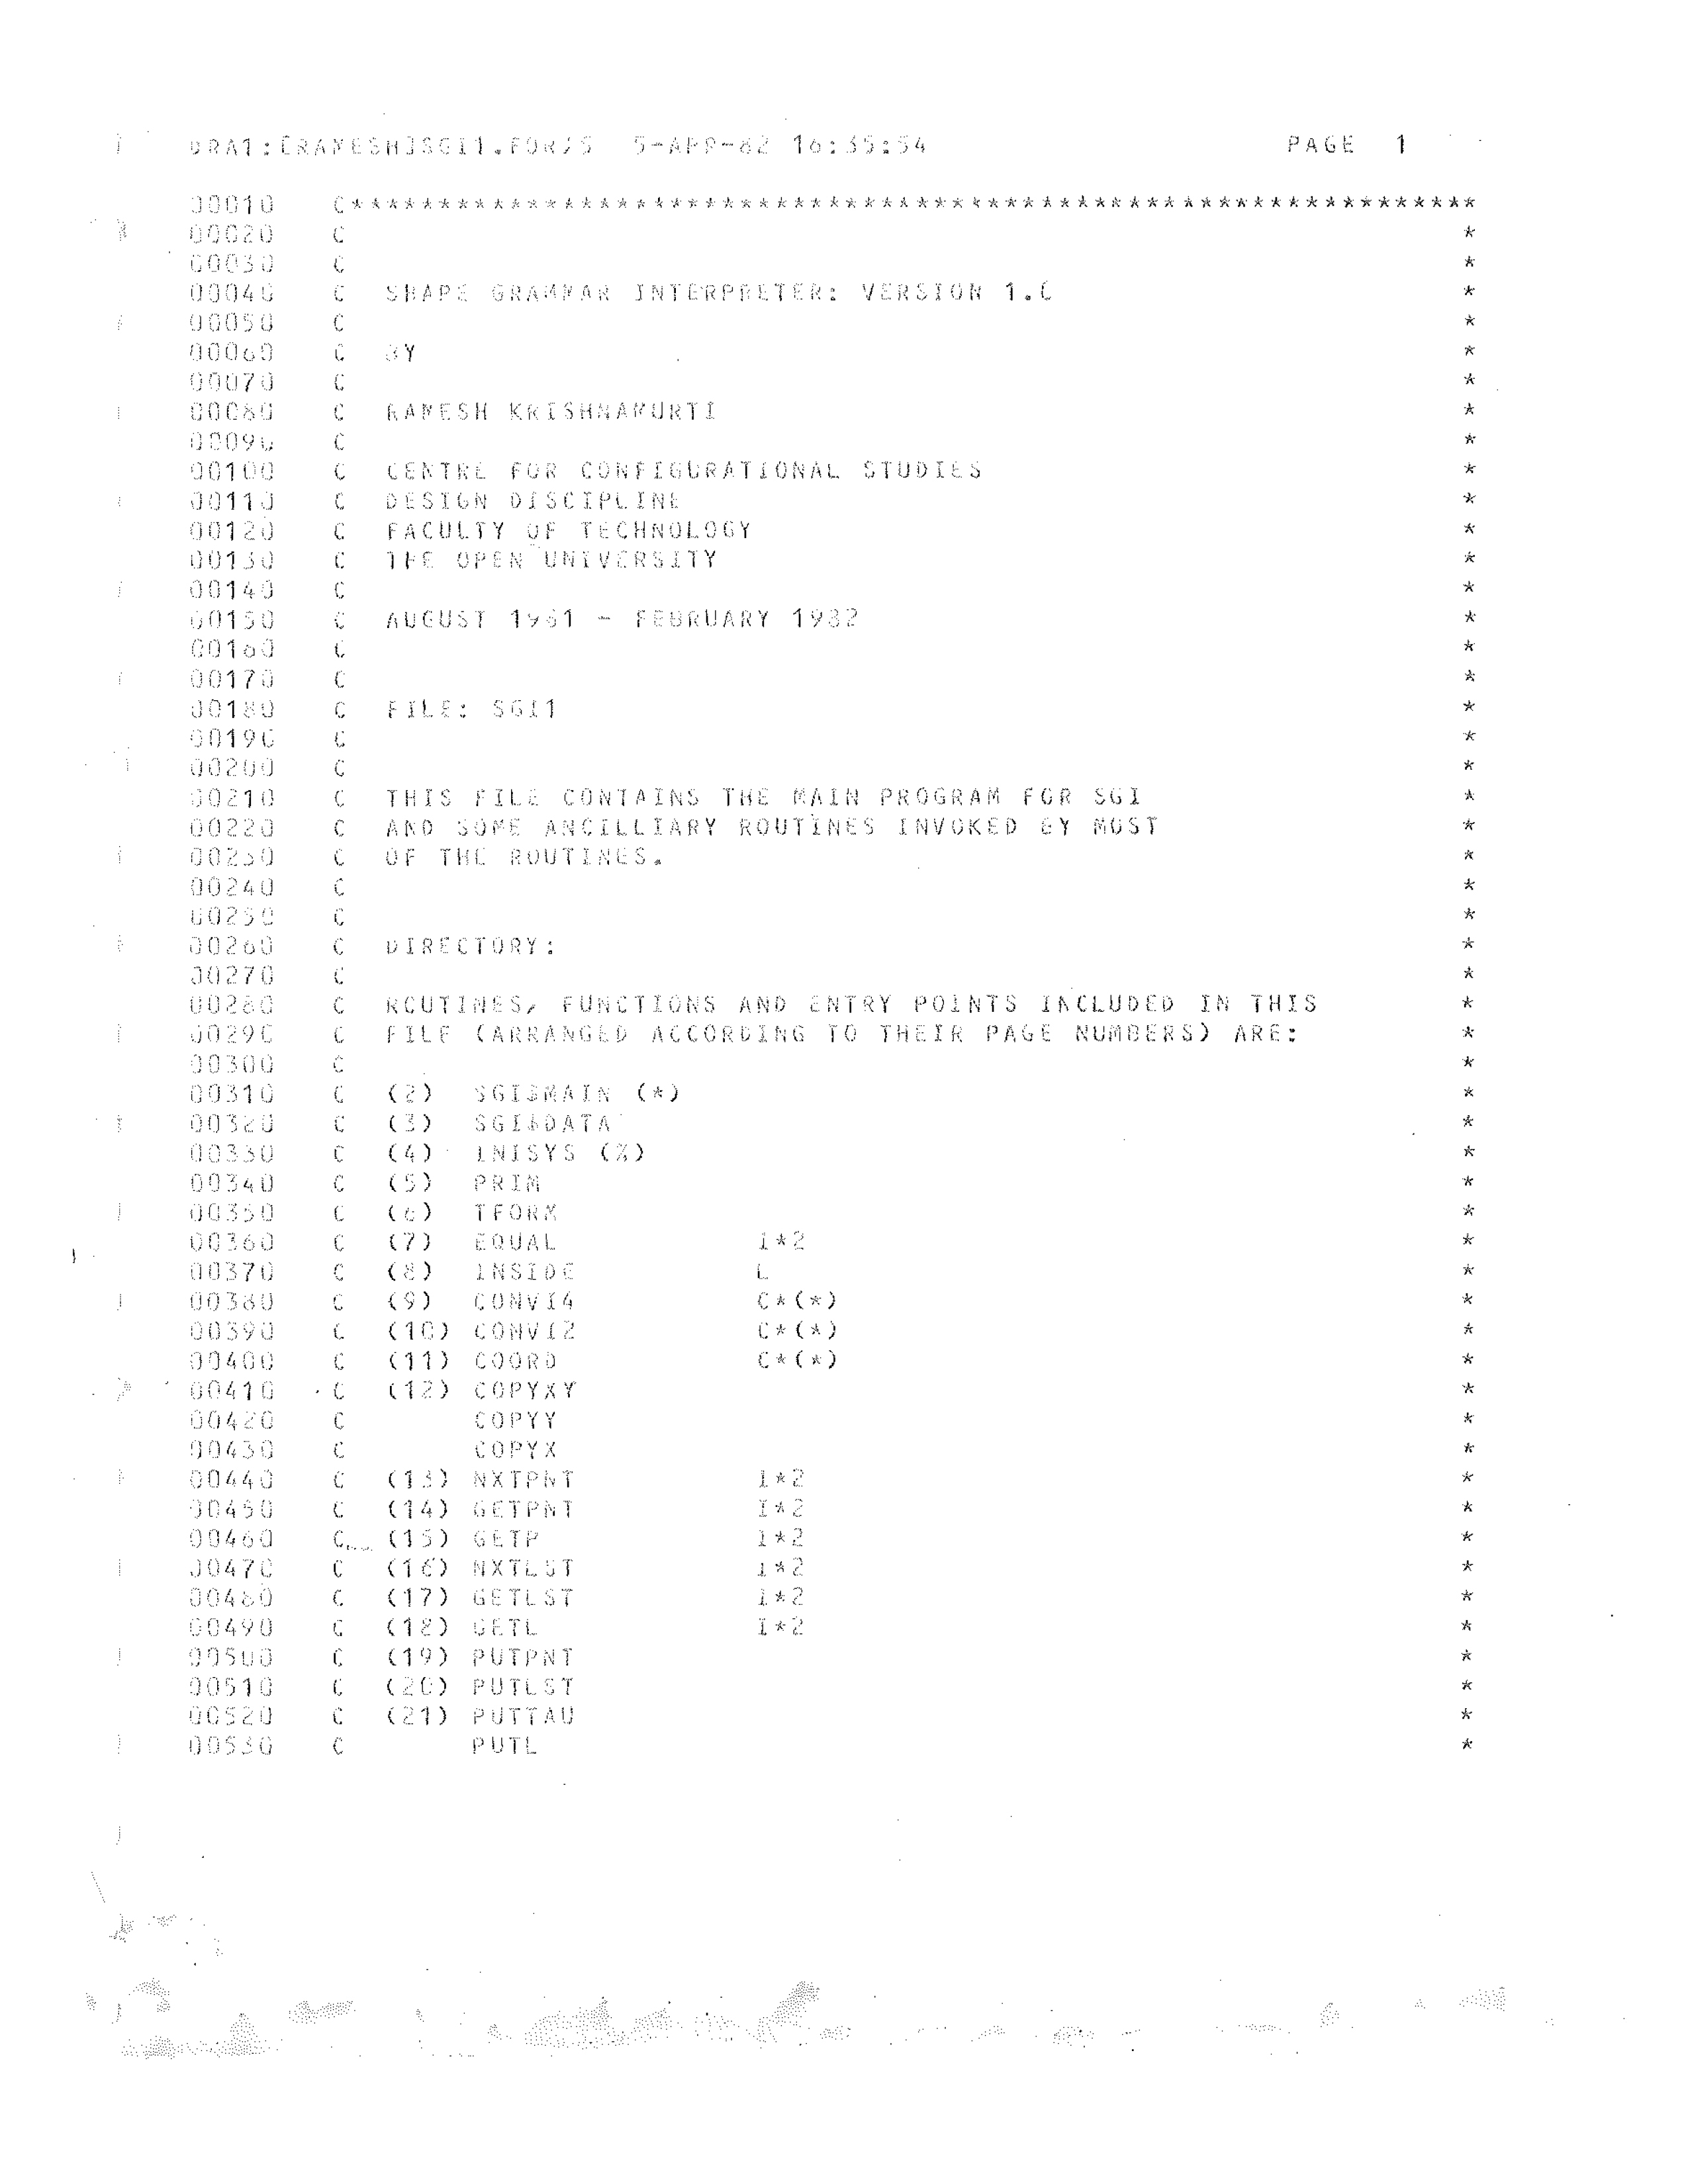 DRA1:[RAMESH]SGI1.FOR;5 5-APR-82 16:35:54 PAGE 1
00010 C****************************************************************
00020 C *
00030 C *
00040 C SHAPE GRAMMAR INTERPRETER: VERSION 1.0 *
00050 C *
00060 C BY *
00070 C *
00080 C RAMESH KRISHNAMURTI *
00090 C *
00100 C CENTRE FOR CONFIGURATIONAL STUDIES *
00110 C DESIGN DISCIPLINE *
00120 C FACULTY OF TECHNOLOGY *
00130 C THE OPEN UNIVERSITY *
00140 C *
00150 C AUGUST 1981 - FEBRUARY 1982 *
00160 C *
00170 C *
00180 C FILE: SGI1 *
00190 C *
00200 C *
00210 C THIS FILE CONTAINS THE MAIN PROGRAM FOR SGI *
00220 C AND SOME ANCILLIARY ROUTINES INVOKED BY MOST *
00230 C OF THE ROUTINES. *
00240 C *
00250 C *
00260 C DIRECTORY: *
00270 C *
00280 C ROUTINES, FUNCTIONS AND ENTRY POINTS INCLUDED IN THIS *
00290 C FILE (ARRANGED ACCORDING TO THEIR PAGE NUMBERS) ARE: *
00300 C *
00310 C (2) SGI$MAIN (*) *
00320 C (3) SGI$DATA *
00330 C (4) INISYS (%) *
00340 C (5) PRIM *
00350 C (6) TFORM *
00360 C (7) EQUAL I*2 *
00370 C (8) INSIDE L *
00380 C (9) CONVI4 C*(*) *
00390 C (10) CONVI2 C*(*) *
00400 C (11) COORD C*(*) *
00410 C (12) COPYXY *
00420 C COPYY *
00430 C COPYX *
00440 C (13) NXTPNT I*2 *
00450 C (14) GETPNT I*2 *
00460 C (15) GETP I*2 *
00470 C (16) NXTLST I*2 *
00480 C (17) GETLST I*2 *
00490 C (18) GETL I*2 *
00500 C (19) PUTPNT *
00510 C (20) PUTLST *
00520 C (21) PUTTAU *
00530 C PUTL *